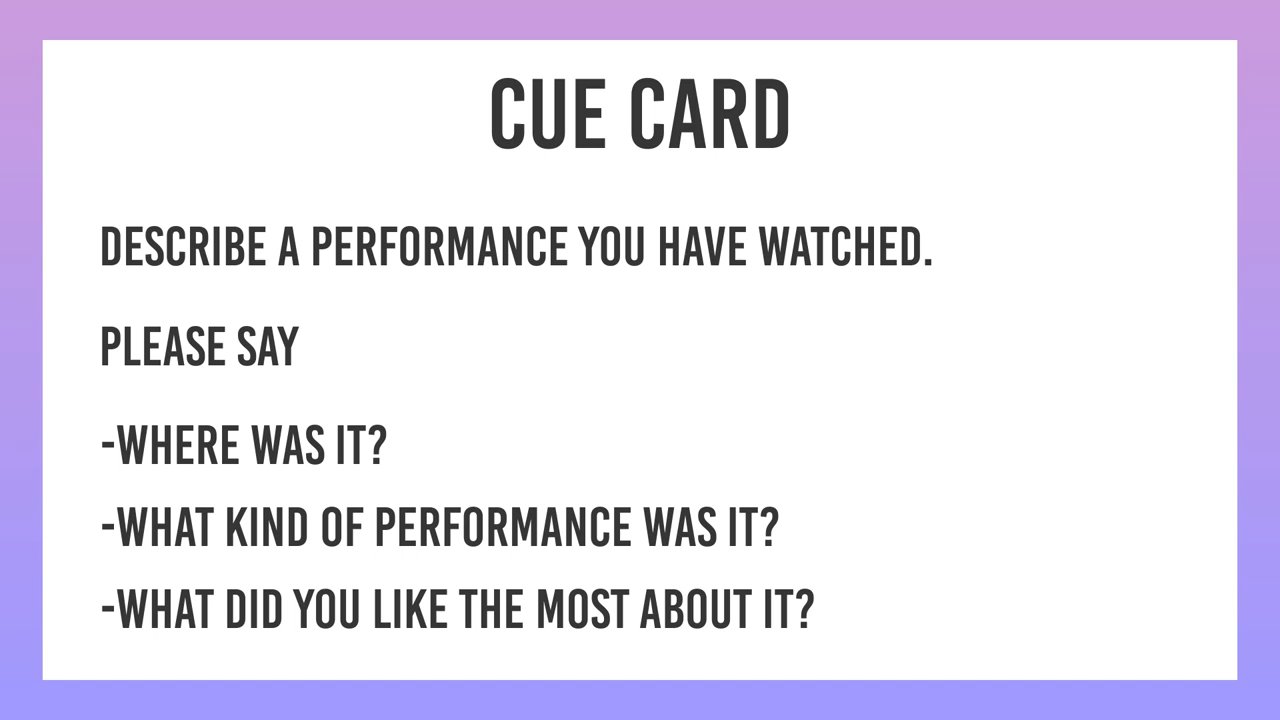 CUE CARD
DESCRIBE A PERFORMANCE YOU HAVE WATCHED.
PLEASE SAY
-WHERE WAS IT?
-WHAT KIND OF PERFORMANCE WAS IT?
-WHAT DID YOU LIKE THE MOST ABOUT IT?